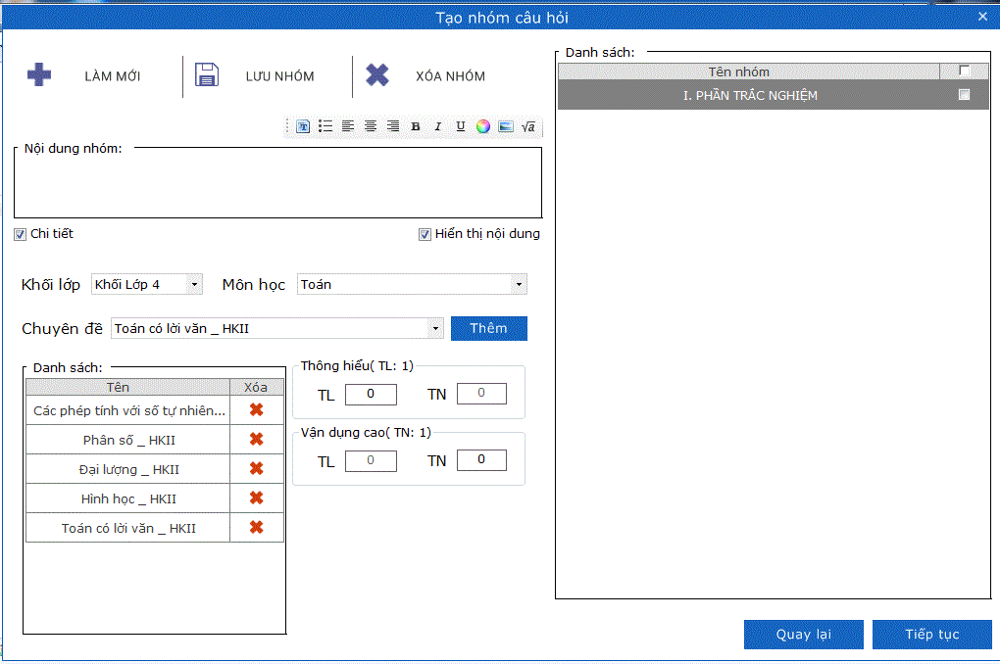 Tạo nhóm câu hỏi
LÀM MỚI
LƯU NHÓM
XÓA NHÓM
B I U √a
Nội dung nhóm:
Chi tiết
Hiển thị nội dung
Khối lớp
Khối Lớp 4
Môn học
Toán
Chuyên đề
Toán có lời văn _ HKII
Thêm
Danh sách:
Tên
Xóa
Các phép tính với số tự nhiên...
Phân số _ HKII
Đại lượng _ HKII
Hình học _ HKII
Toán có lời văn _ HKII
Thông hiểu( TL: 1)
TL
0
TN
0
Vận dụng cao( TN: 1)
TL
0
TN
0
Danh sách:
Tên nhóm
I. PHẦN TRẮC NGHIỆM
Quay lại
Tiếp tục